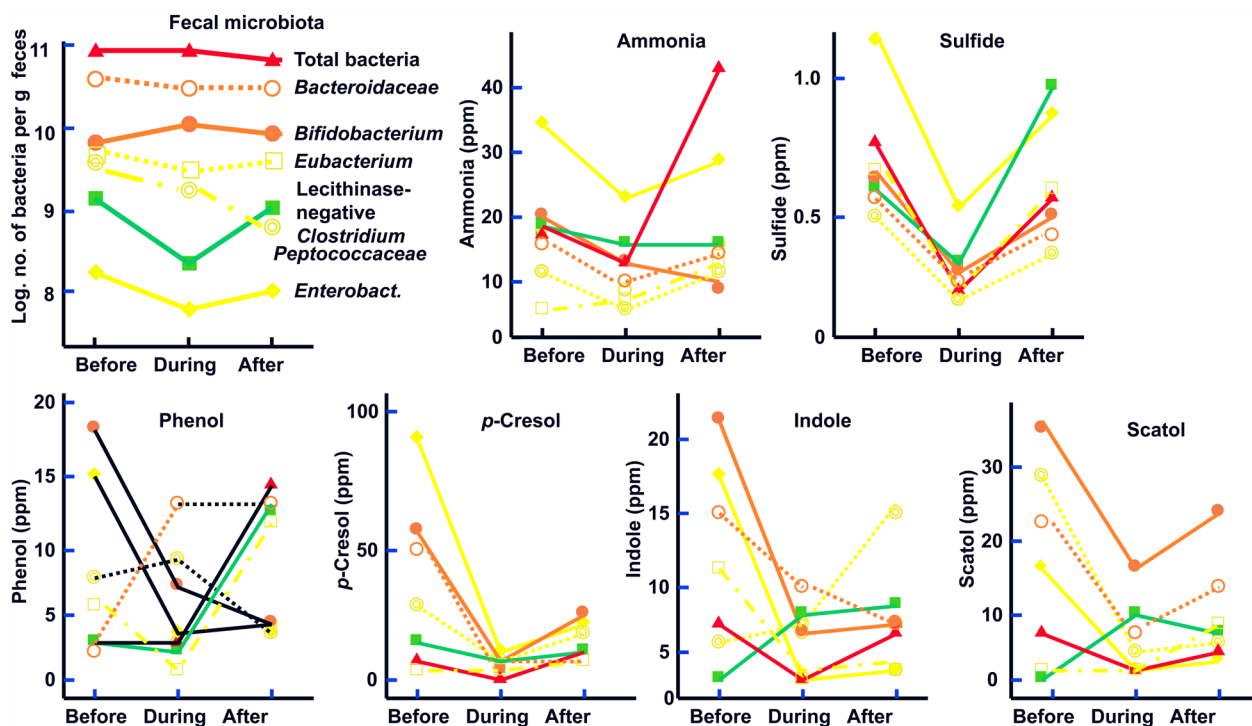 Fecal microbiota
Log. no. of bacteria per g feces
11
10
9
8
Total bacteria
Bacteroidaceae
Bifidobacterium
Eubacterium
Lecithinase-
negative
Clostridium
Peptococcaceae
Enterobact.
Before During After
Ammonia
Ammonia (ppm)
40
30
20
10
0
Before During After
Sulfide
Sulfide (ppm)
1.0
0.5
0
Before During After
Phenol
Phenol (ppm)
20
15
10
5
0
Before During After
p-Cresol
p-Cresol (ppm)
100
50
0
Before During After
Indole
Indole (ppm)
20
15
10
5
0
Before During After
Scatol
Scatol (ppm)
30
20
10
0
Before During After